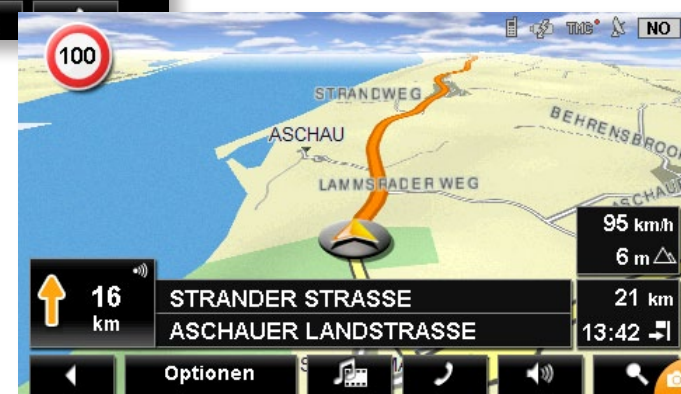 100
TMC
NO
STRANDWEG
BEHRENSBROOK
ASCHAU
LAMMSRADER WEG
95 km/h
6 m
16 km
STRANDER STRASSE
21 km
ASCHAUER LANDSTRASSE
13:42
Optionen